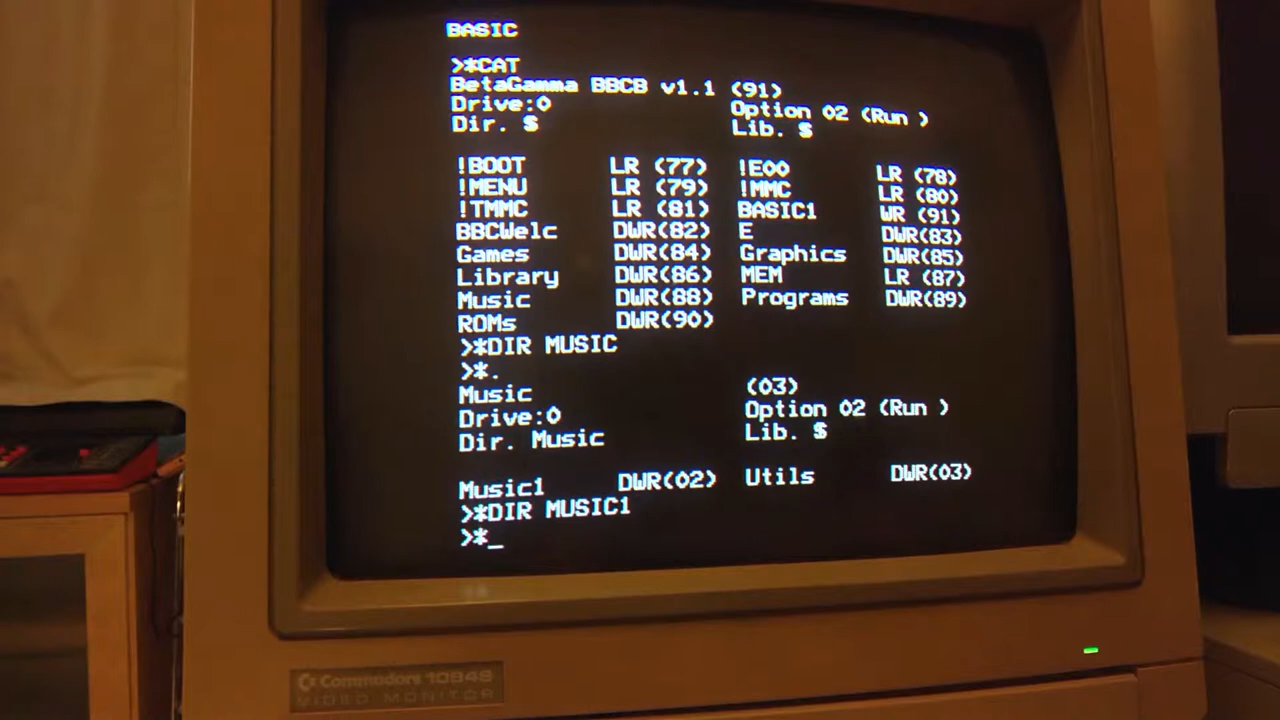 BASIC
>*CAT
BetaGamma BBCB v1.1 (91)
Drive:0 Option 02 (Run )
Dir. $ Lib. $
!BOOT LR (77) !E00 LR (78)
!MENU LR (79) !MMC LR (80)
!TMMC LR (81) BASIC1 WR (91)
BBCWelc DWR(82) E DWR(83)
Games DWR(84) Graphics DWR(85)
Library DWR(86) MEM LR (87)
Music DWR(88) Programs DWR(89)
ROMs DWR(90)
>*DIR MUSIC
>*.
Music (03)
Drive:0 Option 02 (Run )
Dir. Music Lib. $
Music1 DWR(02) Utils DWR(03)
>*DIR MUSIC1
>*_
Commodore 1084S
VIDEO MONITOR